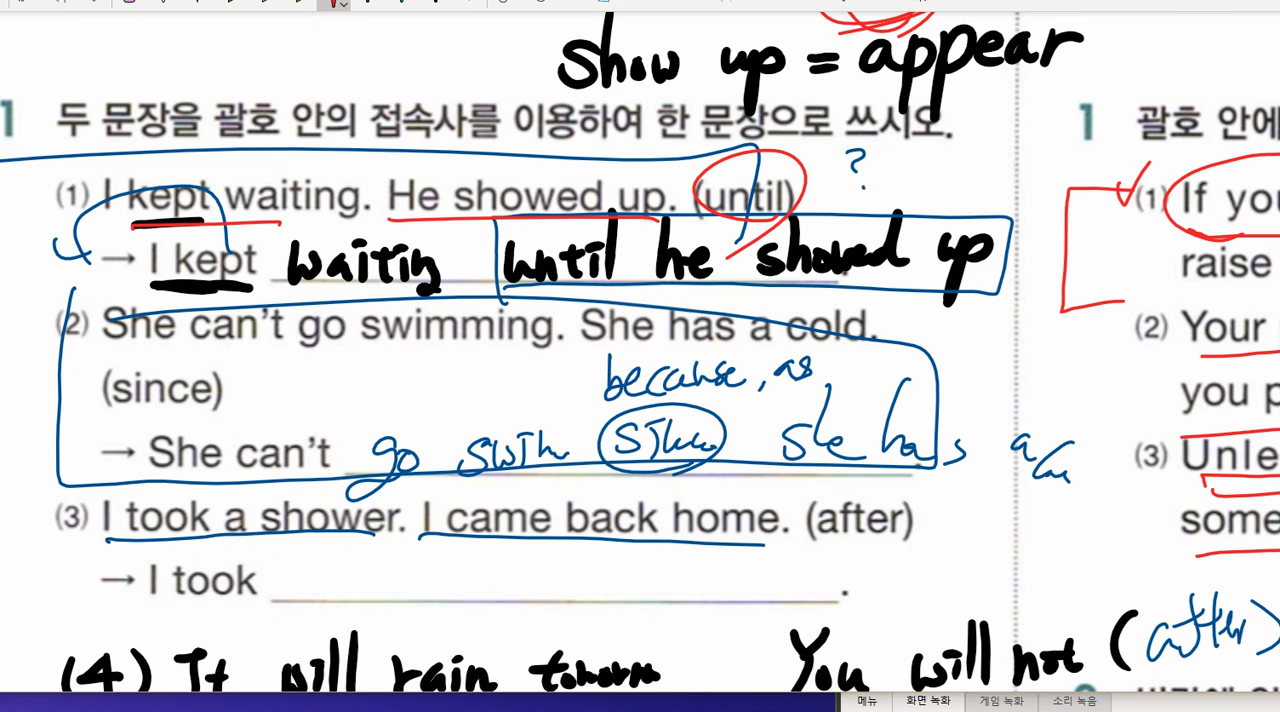 show up = appear
1 두 문장을 괄호 안의 접속사를 이용하여 한 문장으로 쓰시오.
?
(1) I kept waiting. He showed up. (until)
→ I kept waiting until he showed up.
(2) She can't go swimming. She has a cold.
(since)
because, as
→ She can't go swim since she has a
(3) I took a shower. I came back home. (after)
→ I took .
(4) It will rain You will not (after)
1 괄호 안에
(1) If you
raise
(2) Your
you p
(3) Unle
some
메뉴 화면 녹화 게임 녹화 소리 녹음